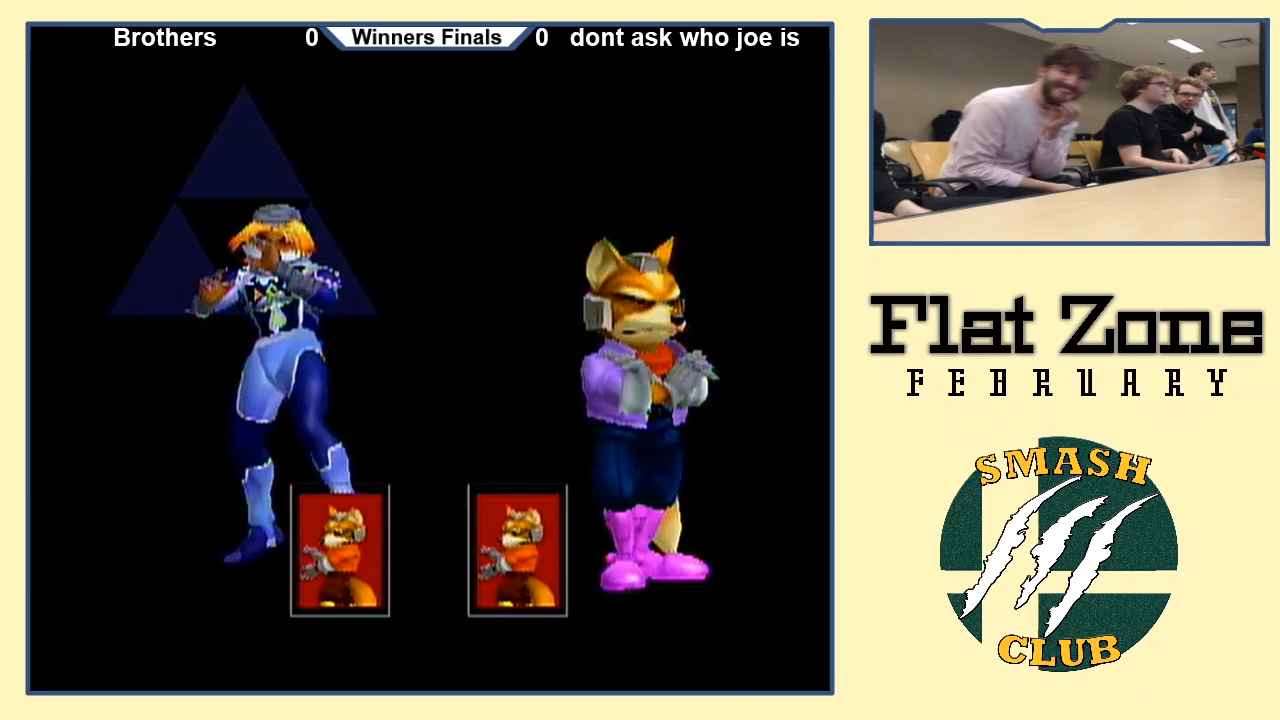 Brothers 0 Winners Finals 0 dont ask who joe is
Flat Zone
FEBRUARY
SMASH
CLUB